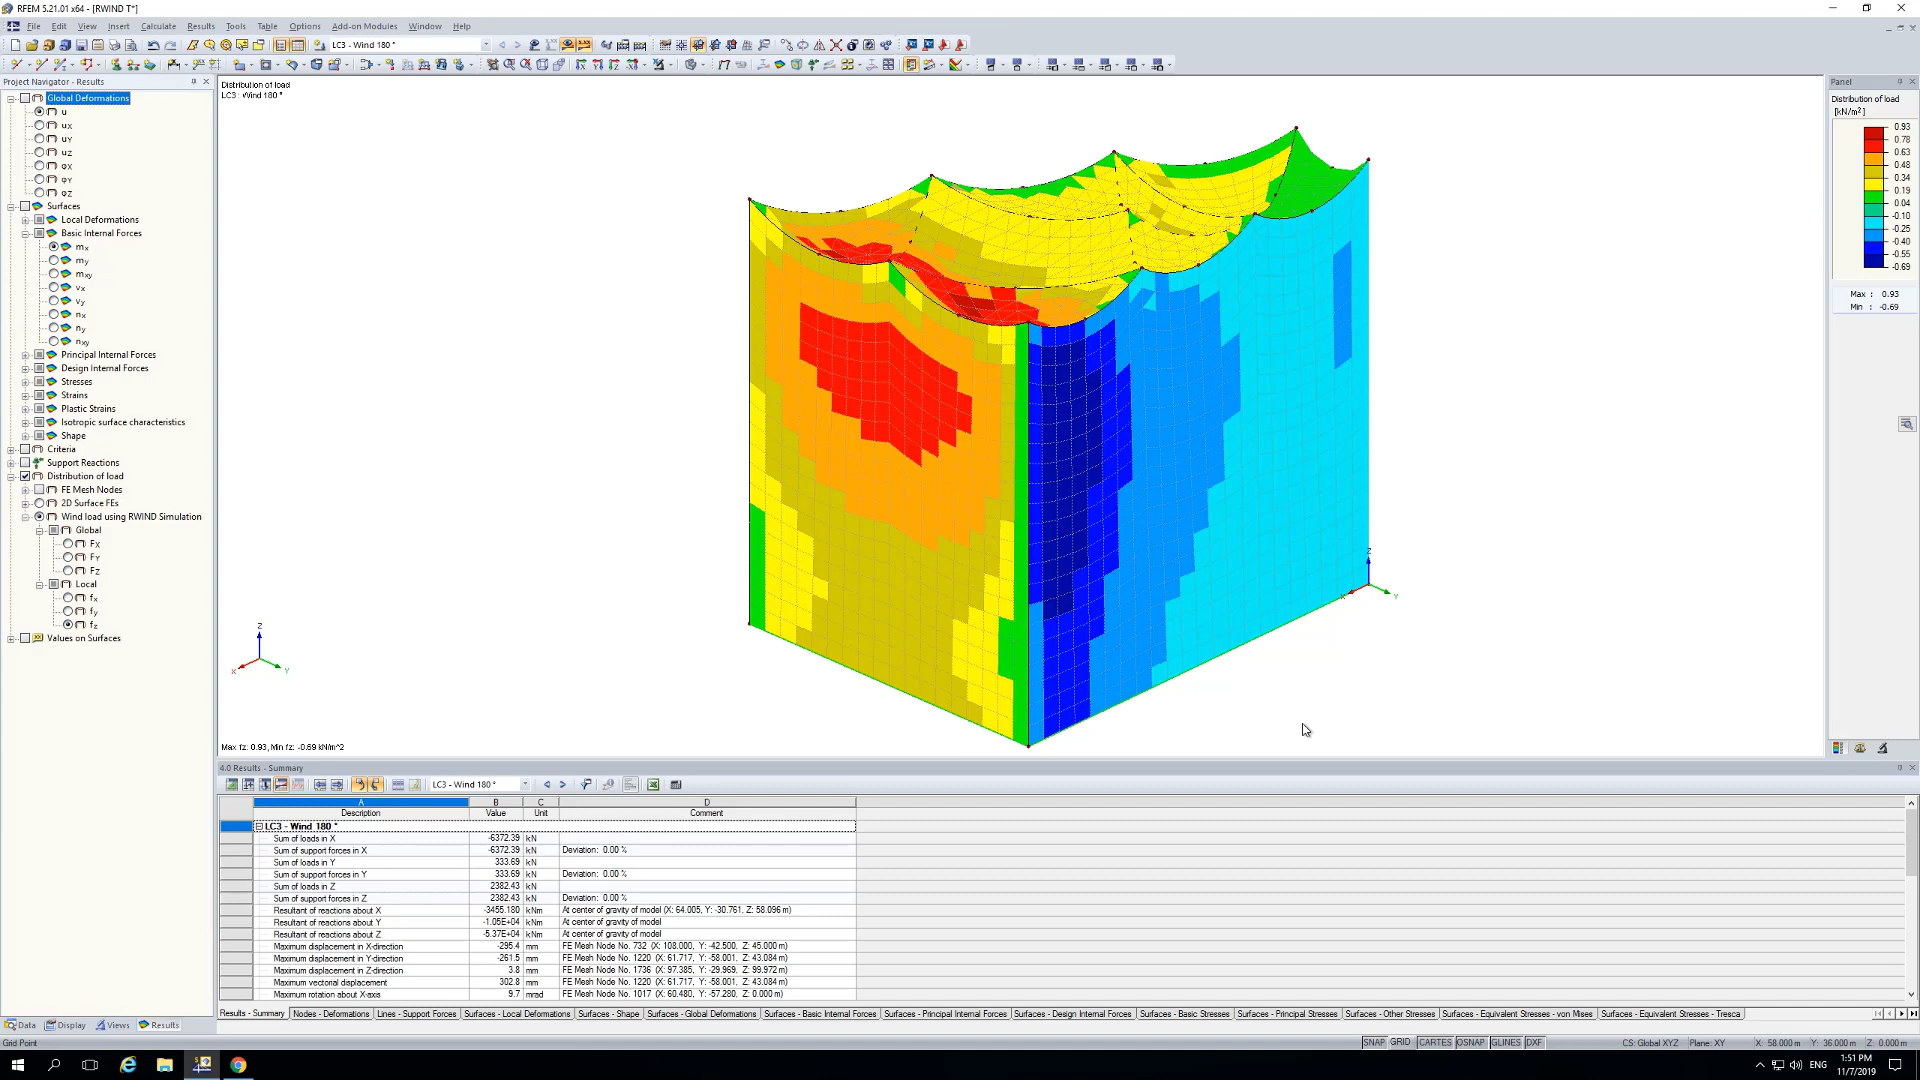 RFEM 5.21.01 x64 - [RWIND T*]
File Edit View Insert Calculate Results Tools Table Options Add-on Modules Window Help
LC3 - Wind 180 °
Project Navigator - Results
Global Deformations
u
uX
uY
uZ
φX
φY
φZ
Surfaces
Local Deformations
Basic Internal Forces
mx
my
mxy
vx
vy
nx
ny
nxy
Principal Internal Forces
Design Internal Forces
Stresses
Strains
Plastic Strains
Isotropic surface characteristics
Shape
Criteria
Support Reactions
Distribution of load
FE Mesh Nodes
2D Surface FEs
Wind load using RWIND Simulation
Global
FX
FY
FZ
Local
fx
fy
fz
Values on Surfaces
Data Display Views Results
Distribution of load
LC3 : Wind 180 °
Z
X
Y
Z
X
Y
Max fz: 0.93, Min fz: -0.69 kN/m^2
Panel
Distribution of load
[kN/m²]
0.93
0.78
0.63
0.48
0.34
0.19
0.04
-0.10
-0.25
-0.40
-0.55
-0.69
Max : 0.93
Min : -0.69
4.0 Results - Summary
LC3 - Wind 180 °
A B C D
Description Value Unit Comment
LC3 - Wind 180 °
Sum of loads in X -6372.39 kN
Sum of support forces in X -6372.39 kN Deviation: 0.00 %
Sum of loads in Y 333.69 kN
Sum of support forces in Y 333.69 kN Deviation: 0.00 %
Sum of loads in Z 2382.43 kN
Sum of support forces in Z 2382.43 kN Deviation: 0.00 %
Resultant of reactions about X -3455.180 kNm At center of gravity of model (X: 64.005, Y: -30.761, Z: 58.096 m)
Resultant of reactions about Y -1.05E+04 kNm At center of gravity of model
Resultant of reactions about Z -5.37E+04 kNm At center of gravity of model
Maximum displacement in X-direction -295.4 mm FE Mesh Node No. 732 (X: 108.000, Y: -42.500, Z: 45.000 m)
Maximum displacement in Y-direction -261.5 mm FE Mesh Node No. 1220 (X: 61.717, Y: -58.001, Z: 43.084 m)
Maximum displacement in Z-direction 3.8 mm FE Mesh Node No. 1736 (X: 97.385, Y: -29.969, Z: 99.972 m)
Maximum vectorial displacement 302.8 mm FE Mesh Node No. 1220 (X: 61.717, Y: -58.001, Z: 43.084 m)
Maximum rotation about X-axis 9.7 mrad FE Mesh Node No. 1017 (X: 60.480, Y: -57.280, Z: 0.000 m)
Results - Summary Nodes - Deformations Lines - Support Forces Surfaces - Local Deformations Surfaces - Shape Surfaces - Global Deformations Surfaces - Basic Internal Forces Surfaces - Principal Internal Forces Surfaces - Design Internal Forces Surfaces - Basic Stresses Surfaces - Principal Stresses Surfaces - Other Stresses Surfaces - Equivalent Stresses - von Mises Surfaces - Equivalent Stresses - Tresca
Grid Point SNAP GRID CARTES OSNAP GLINES DXF CS: Global XYZ Plane: XY X: 58.000 m Y: 36.000 m Z: 0.000 m
ENG
1:51 PM
11/7/2019